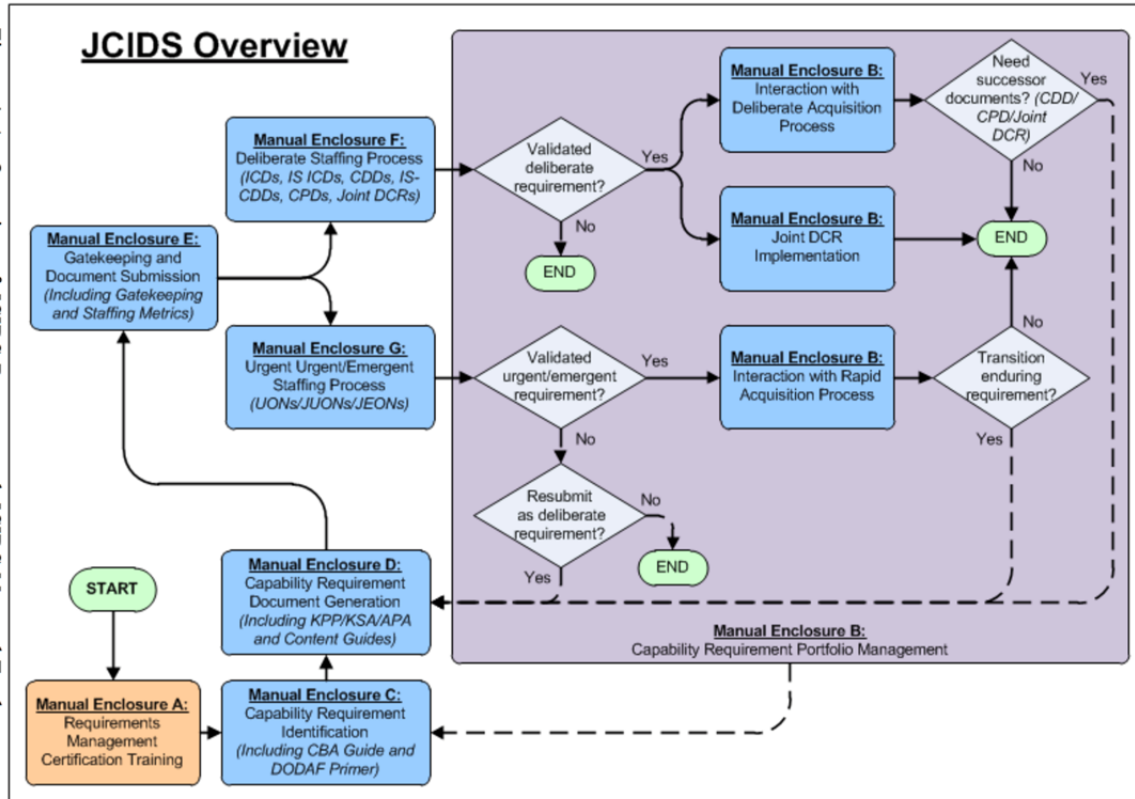 JCIDS Overview
Manual Enclosure F:
Deliberate Staffing Process
(ICDs, IS ICDs, CDDs, IS-
CDDs, CPDs, Joint DCRs)
Validated
deliberate
requirement?
Yes
No
END
Manual Enclosure B:
Interaction with
Deliberate Acquisition
Process
Need
successor
documents? (CDD/
CPD/Joint
DCR)
Yes
No
Manual Enclosure B:
Joint DCR
Implementation
END
Manual Enclosure E:
Gatekeeping and
Document Submission
(Including Gatekeeping
and Staffing Metrics)
Manual Enclosure G:
Urgent Urgent/Emergent
Staffing Process
(UONs/JUONs/JEONs)
Validated
urgent/emergent
requirement?
Yes
No
Manual Enclosure B:
Interaction with Rapid
Acquisition Process
Transition
enduring
requirement?
No
Yes
Resubmit
as deliberate
requirement?
No
END
Yes
START
Manual Enclosure D:
Capability Requirement
Document Generation
(Including KPP/KSA/APA
and Content Guides)
Manual Enclosure B:
Capability Requirement Portfolio Management
Manual Enclosure A:
Requirements
Management
Certification Training
Manual Enclosure C:
Capability Requirement
Identification
(Including CBA Guide and
DODAF Primer)